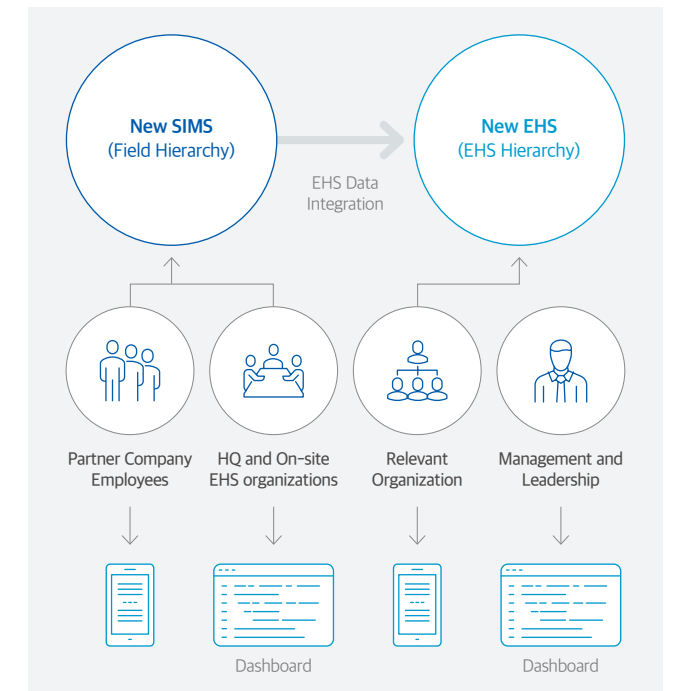 New SIMS
(Field Hierarchy)
New EHS
(EHS Hierarchy)
EHS Data
Integration
Partner Company
Employees
HQ and On-site
EHS organizations
Relevant
Organization
Management and
Leadership
Dashboard
Dashboard